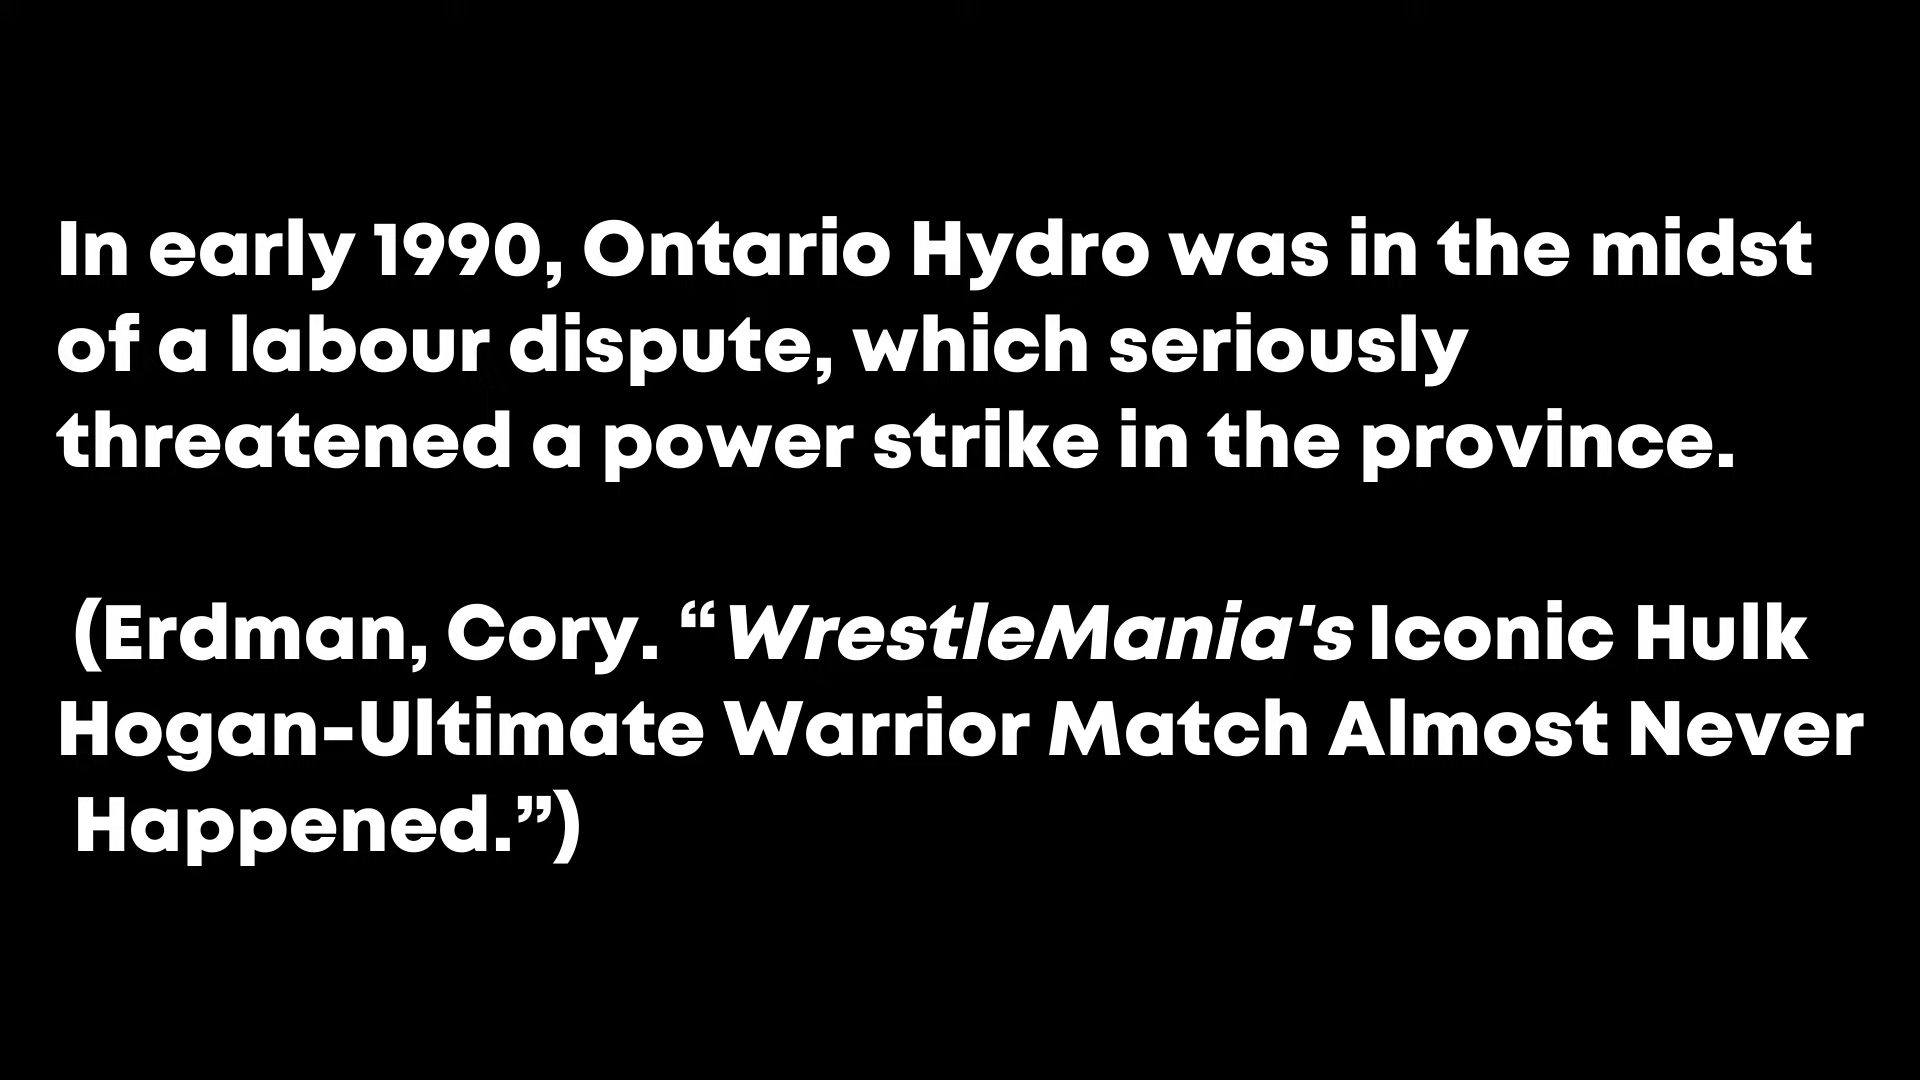 In early 1990, Ontario Hydro was in the midst
of a labour dispute, which seriously
threatened a power strike in the province.
(Erdman, Cory. “WrestleMania's Iconic Hulk
Hogan-Ultimate Warrior Match Almost Never
Happened.”)